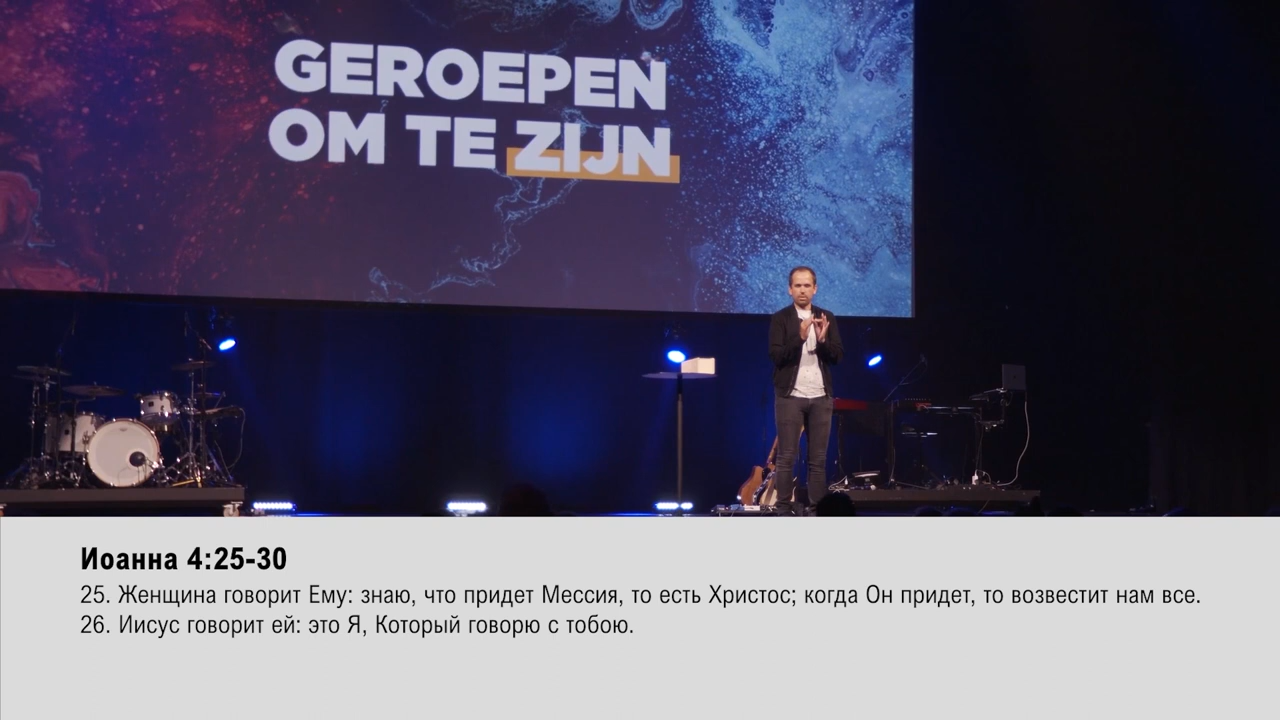 GEROEPEN
OM TE ZIJN
Иоанна 4:25-30
25. Женщина говорит Ему: знаю, что придет Мессия, то есть Христос; когда Он придет, то возвестит нам все.
26. Иисус говорит ей: это Я, Который говорю с тобою.